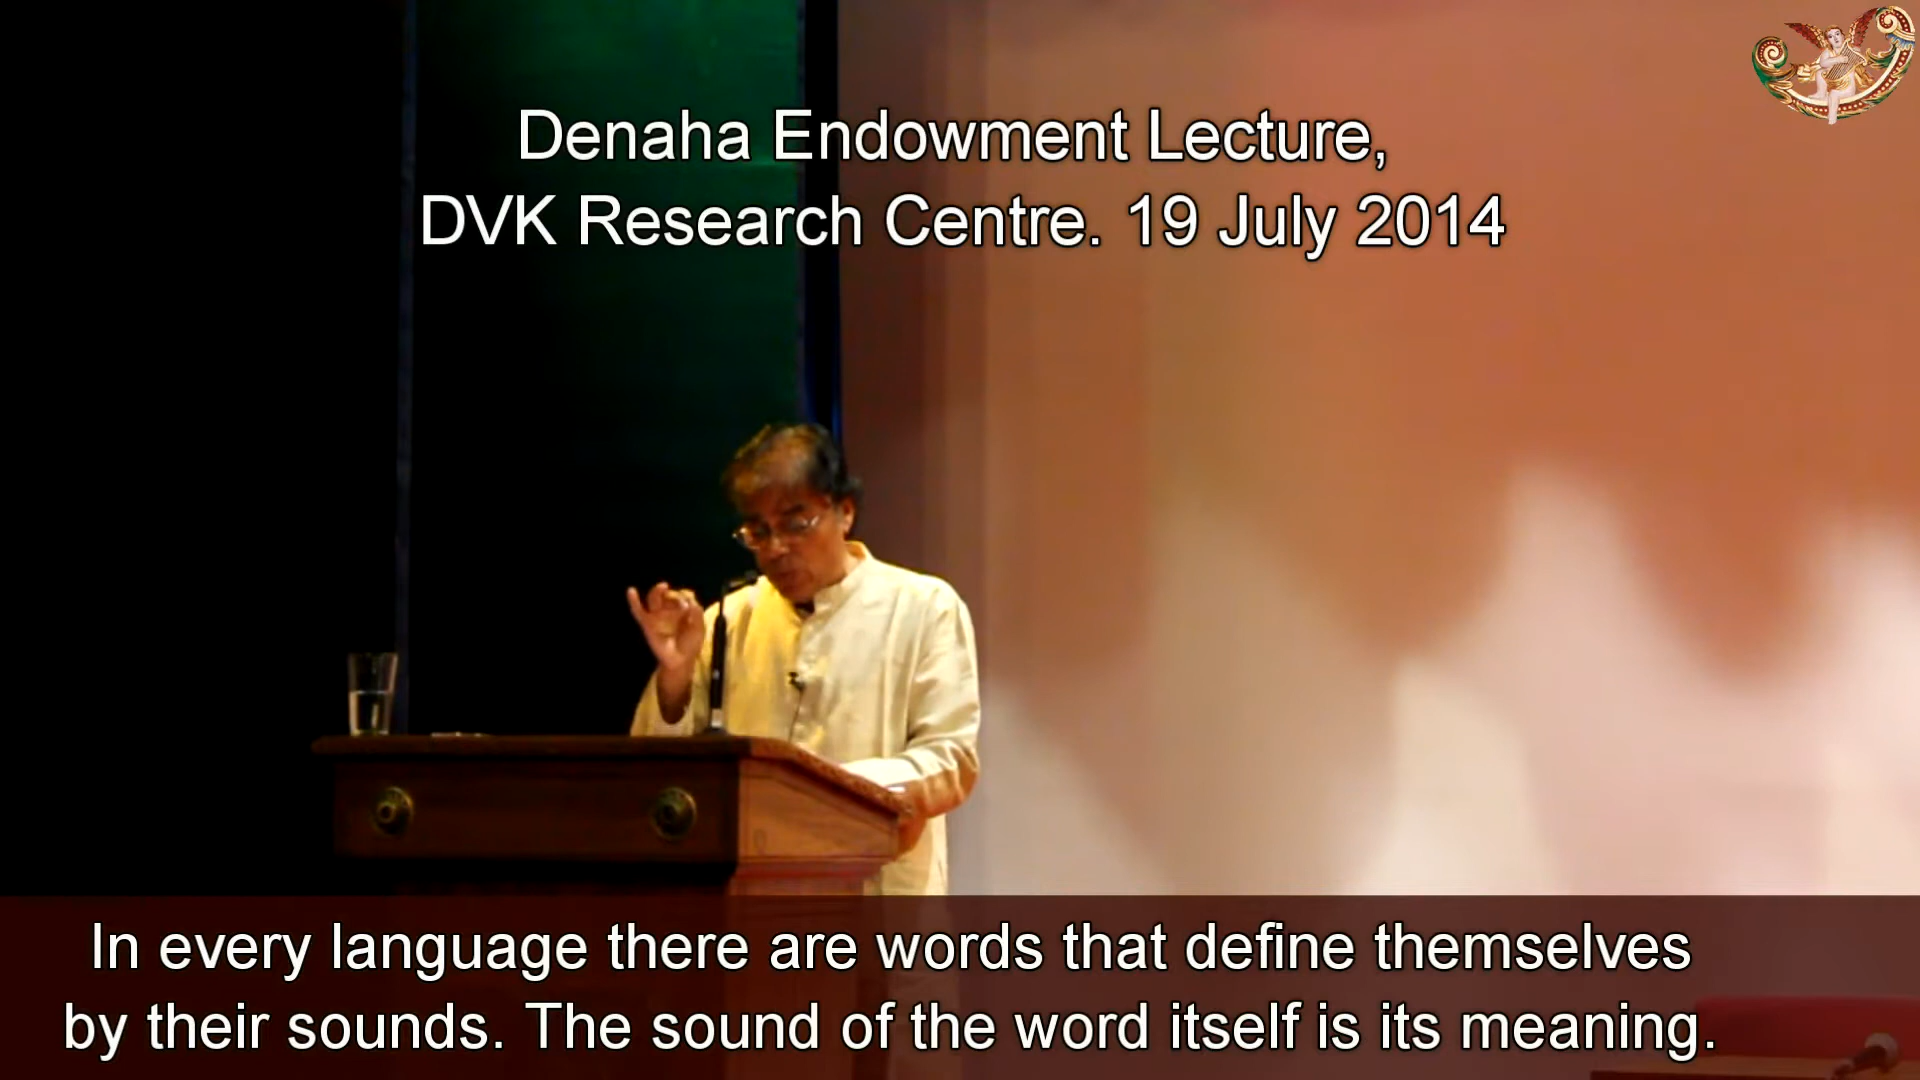 Denaha Endowment Lecture,
DVK Research Centre. 19 July 2014
In every language there are words that define themselves
by their sounds. The sound of the word itself is its meaning.